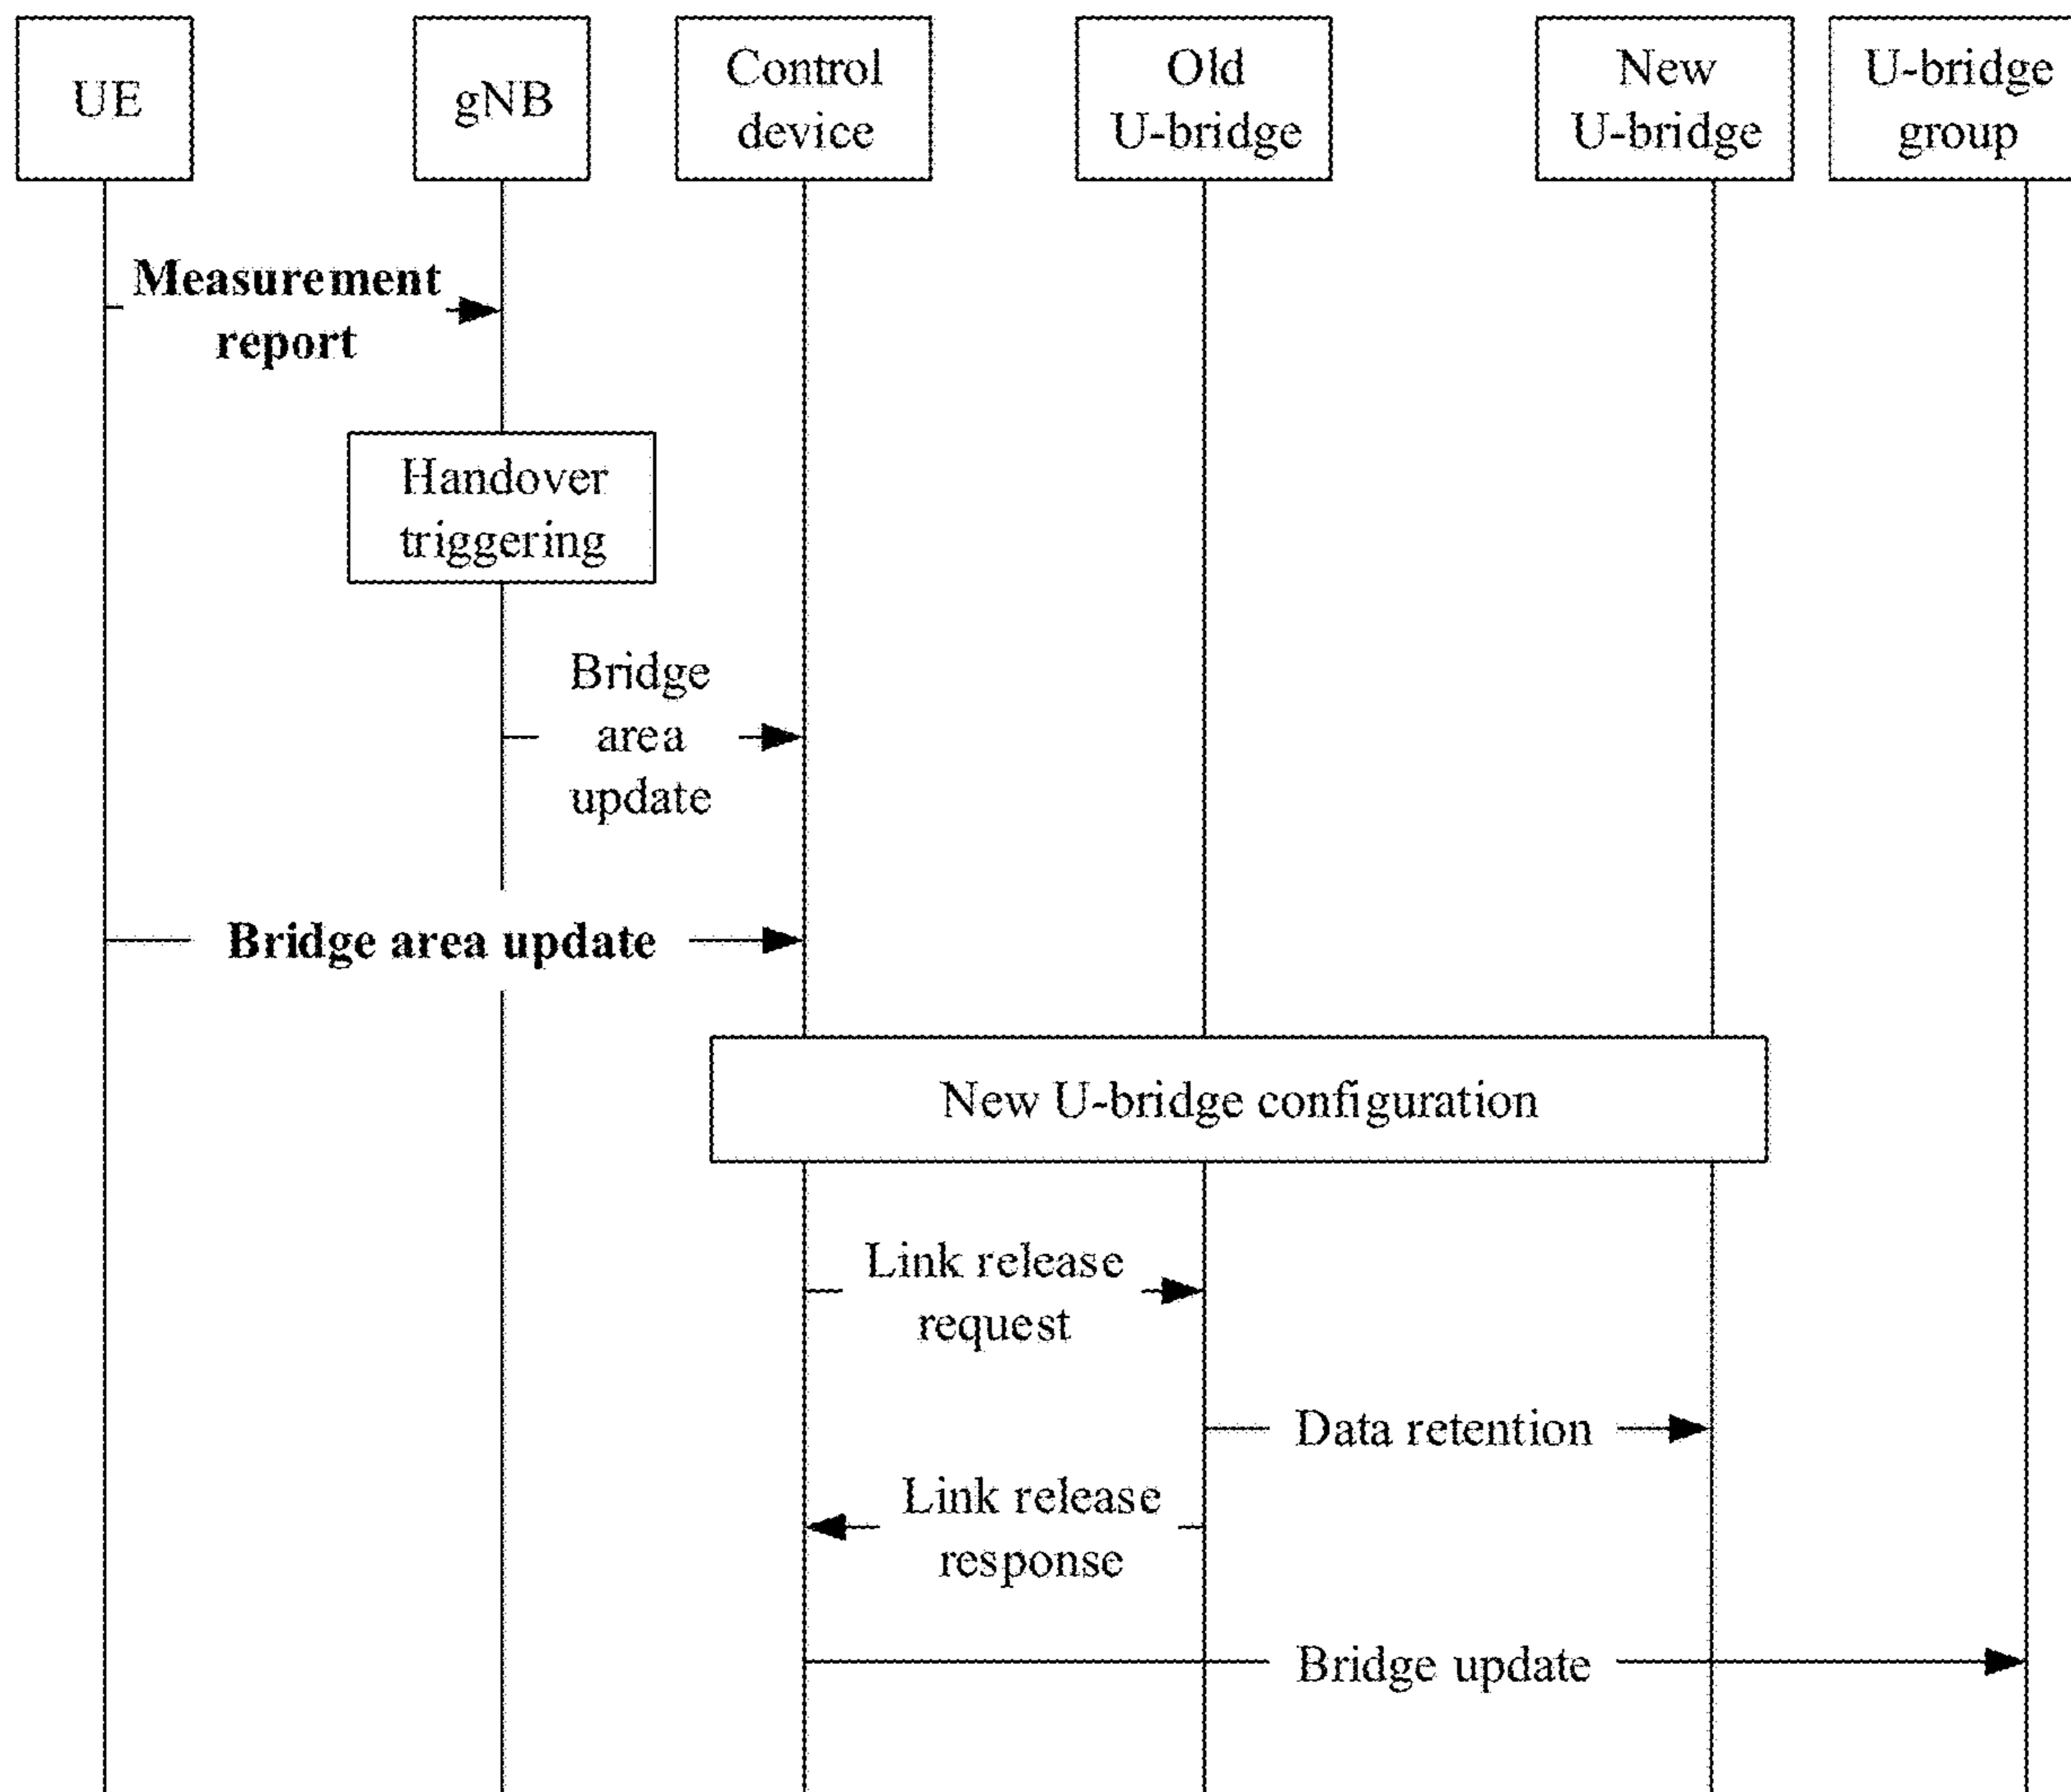 UE
gNB
Control
device
Old
U-bridge
New
U-bridge
U-bridge
group
Measurement
report
Handover
triggering
Bridge
area
update
Bridge area update
New U-bridge configuration
Link release
request
Data retention
Link release
response
Bridge update